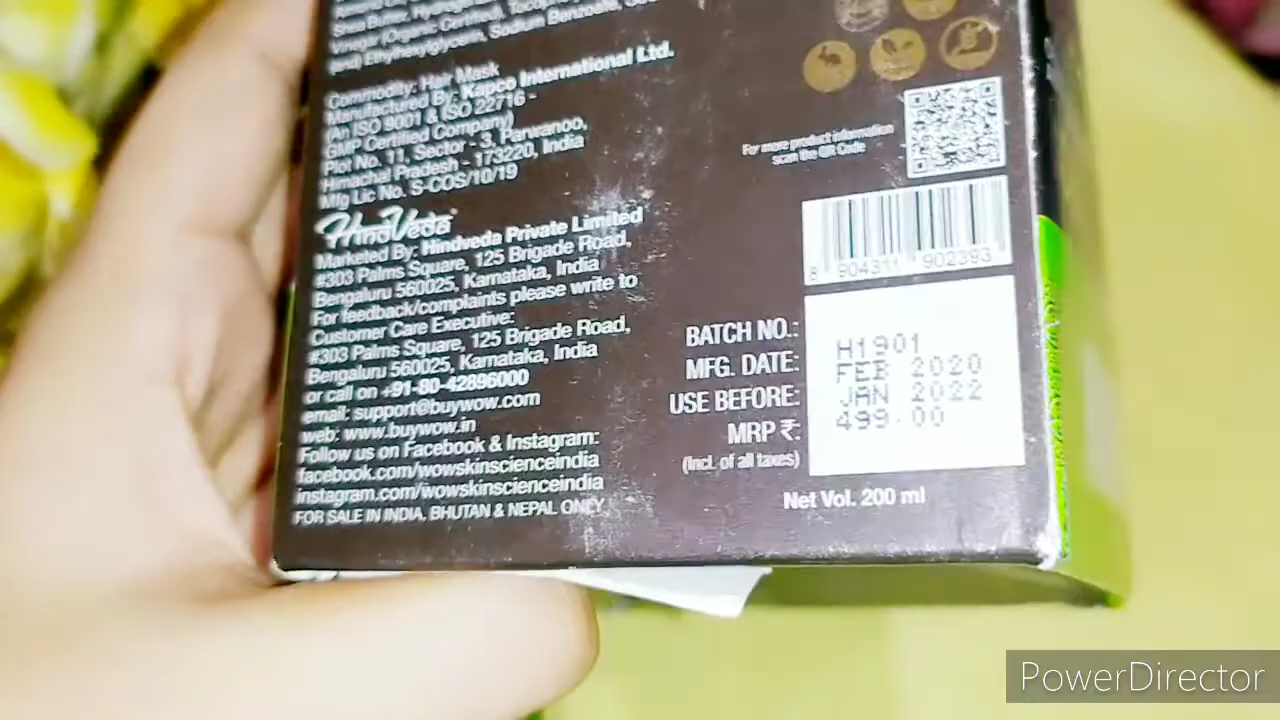 Shea Butter, Hydrolyzed
Vinegar (Organic Certified),
and) Ethylhexylglycerin, Sodium Benzoate,
Commodity: Hair Mask
Manufactured By: Kapco International Ltd.
(An ISO 9001 & ISO 22716 -
GMP Certified Company)
Plot No. 11, Sector - 3, Parwanoo,
Himachal Pradesh - 173220, India
Mfg Lic No. S-COS/10/19
HindVeda
Marketed By: Hindveda Private Limited
#303 Palms Square, 125 Brigade Road,
Bengaluru 560025, Karnataka, India
For feedback/complaints please write to
Customer Care Executive:
#303 Palms Square, 125 Brigade Road,
Bengaluru 560025, Karnataka, India
or call on +91-80-42896000
email: support@buywow.com
web: www.buywow.in
Follow us on Facebook & Instagram:
facebook.com/wowskinscienceindia
instagram.com/wowskinscienceindia
FOR SALE IN INDIA, BHUTAN & NEPAL ONLY.
For more product information
scan the QR Code
8 904311 902393
BATCH NO.: H1901
MFG. DATE: FEB 2020
USE BEFORE: JAN 2022
MRP ₹: 499.00
(Incl. of all taxes)
Net Vol. 200 ml
PowerDirector